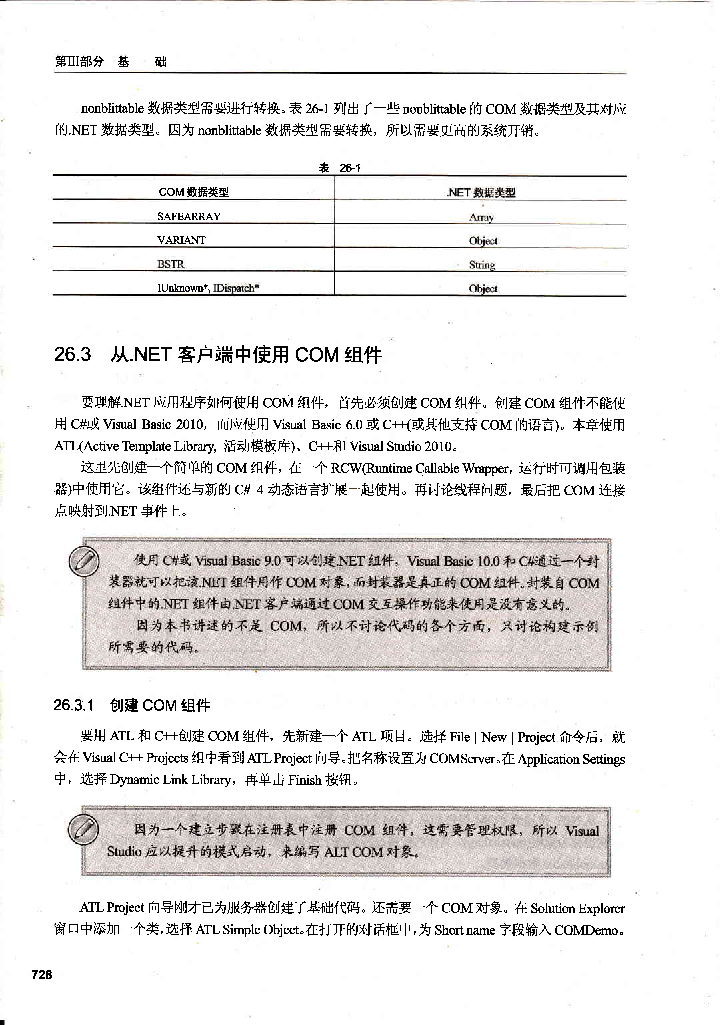 第III部分 基 础
nonblittable 数据类型需要进行转换。表 26-1 列出了一些 nonblittable 的 COM 数据类型及其对应
的.NET 数据类型。因为 nonblittable 数据类型需要转换，所以需要更高的系统开销。
表 26-1
COM 数据类型 .NET 数据类型
SAFEARRAY Array
VARIANT Object
BSTR String
IUnknown*, IDispatch* Object
26.3 从.NET 客户端中使用 COM 组件
要理解.NET 应用程序如何使用 COM 组件，首先必须创建 COM 组件。创建 COM 组件不能使
用 C#或 Visual Basic 2010，而应使用 Visual Basic 6.0 或 C++(或其他支持 COM 的语言)。本章使用
ATL(Active Template Library, 活动模板库)、C++和 Visual Studio 2010。
这里先创建一个简单的 COM 组件，在一个 RCW(Runtime Callable Wrapper，运行时可调用包装
器)中使用它。该组件还与新的 C# 4 动态语言扩展一起使用。再讨论线程问题，最后把 COM 连接
点映射到.NET 事件上。
使用 C#或 Visual Basic 9.0 可以创建.NET 组件。Visual Basic 10.0 和 C#通过一个封
装器就可以把该.NET 组件用作 COM 对象，而封装器是真正的 COM 组件。封装自 COM
组件中的.NET 组件由.NET 客户端通过 COM 交互操作功能来使用是没有意义的。
因为本书讲述的不是 COM，所以不讨论代码的各个方面，只讨论构建示例
所需要的代码。
26.3.1 创建 COM 组件
要用 ATL 和 C++创建 COM 组件，先新建一个 ATL 项目。选择 File | New | Project 命令后，就
会在 Visual C++ Projects 组中看到 ATL Project 向导。把名称设置为 COMServer。在 Application Settings
中，选择 Dynamic Link Library，再单击 Finish 按钮。
因为一个建立步骤在注册表中注册 COM 组件，这需要管理权限，所以 Visual
Studio 应以提升的模式启动，来编写 ALT COM 对象。
ATL Project 向导刚才已为服务器创建了基础代码。还需要一个 COM 对象。在 Solution Explorer
窗口中添加一个类，选择 ATL Simple Object。在打开的对话框中，为 Short name 字段输入 COMDemo。
728